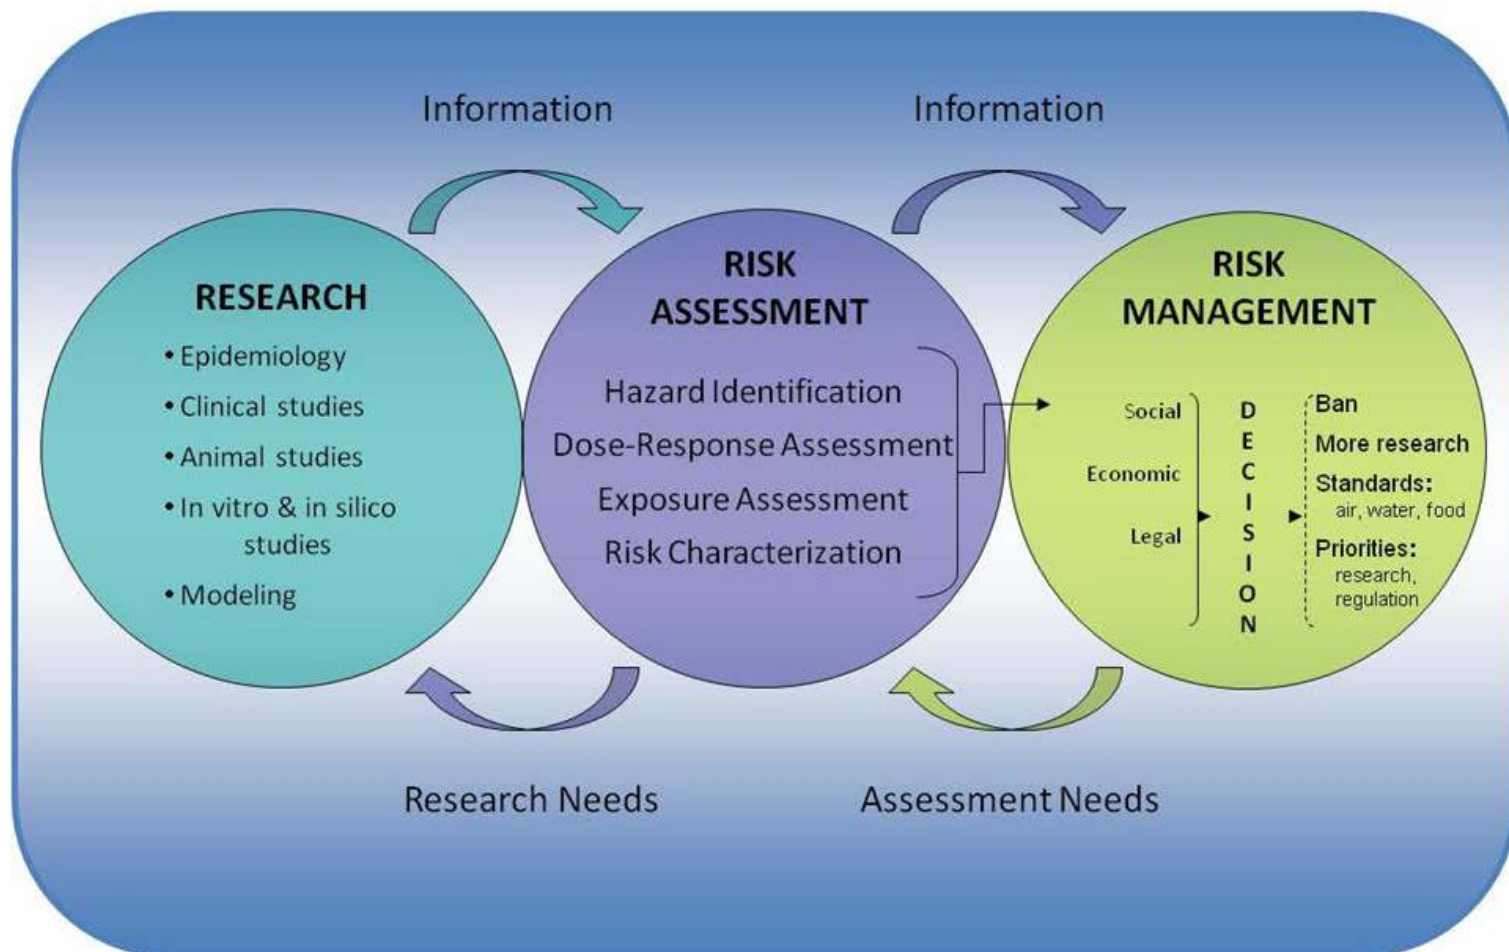 Information
Information
RESEARCH
• Epidemiology
• Clinical studies
• Animal studies
• In vitro & in silico
studies
• Modeling
RISK
ASSESSMENT
Hazard Identification
Dose-Response Assessment
Exposure Assessment
Risk Characterization
RISK
MANAGEMENT
Social
Economic
Legal
DECISION
Ban
More research
Standards:
air, water, food
Priorities:
research,
regulation
Research Needs
Assessment Needs